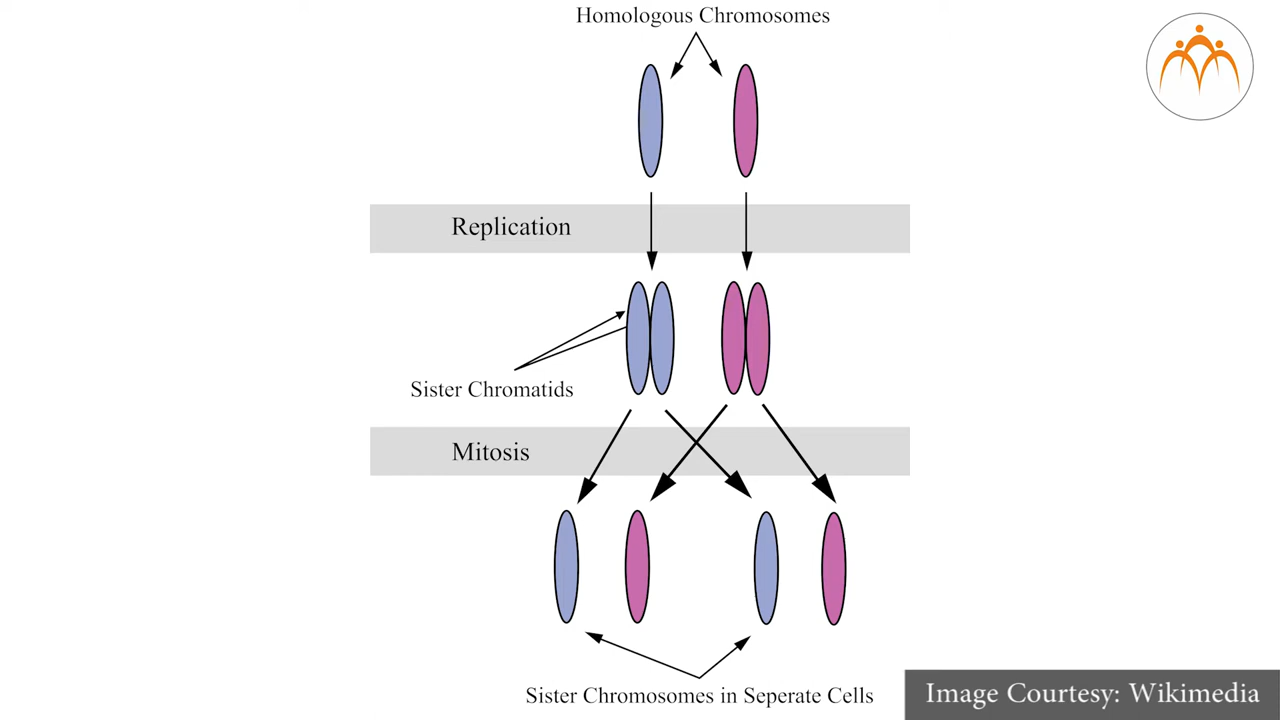 Homologous Chromosomes
Replication
Sister Chromatids
Mitosis
Sister Chromosomes in Seperate Cells
Image Courtesy: Wikimedia